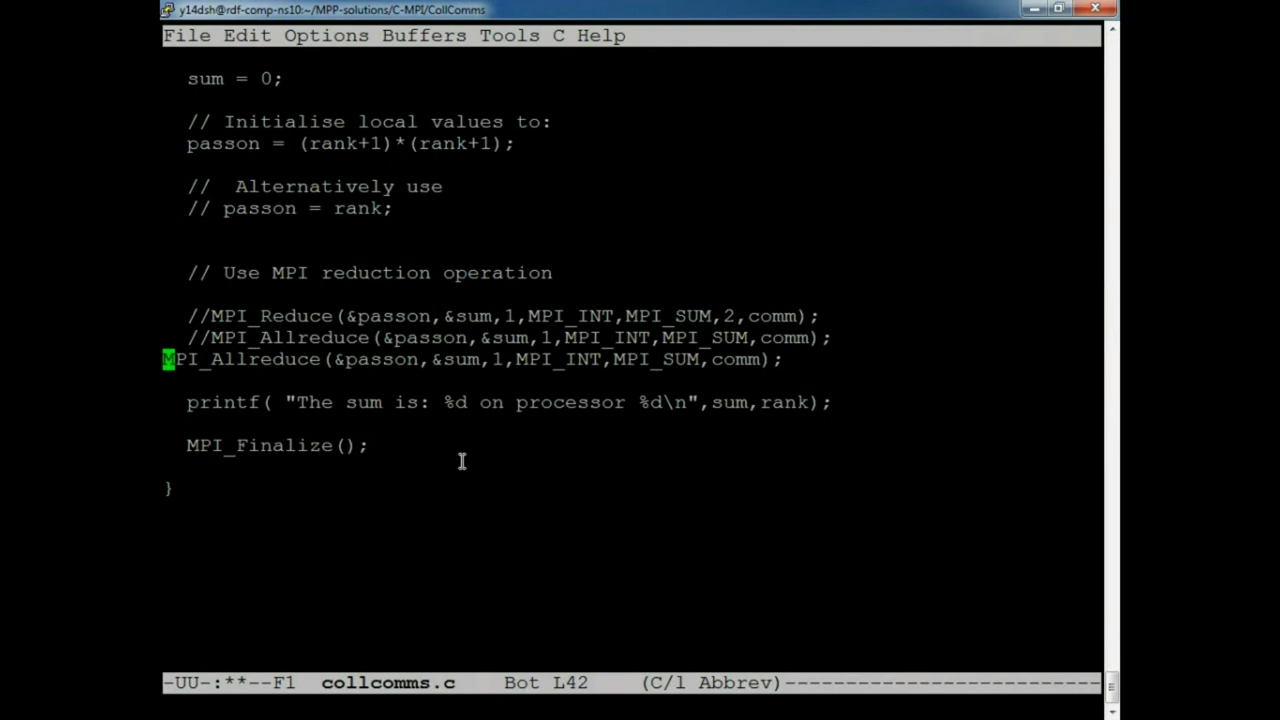 y14dsh@rdf-comp-ns10:~/MPP-solutions/C-MPI/CollComms
File Edit Options Buffers Tools C Help
sum = 0;
// Initialise local values to:
passon = (rank+1)*(rank+1);
//  Alternatively use
// passon = rank;
// Use MPI reduction operation
//MPI_Reduce(&passon,&sum,1,MPI_INT,MPI_SUM,2,comm);
//MPI_Allreduce(&passon,&sum,1,MPI_INT,MPI_SUM,comm);
MPI_Allreduce(&passon,&sum,1,MPI_INT,MPI_SUM,comm);
printf( "The sum is: %d on processor %d\n",sum,rank);
MPI_Finalize();
}
-UU-:**--F1  collcomms.c    Bot L42    (C/l Abbrev)--------------------------